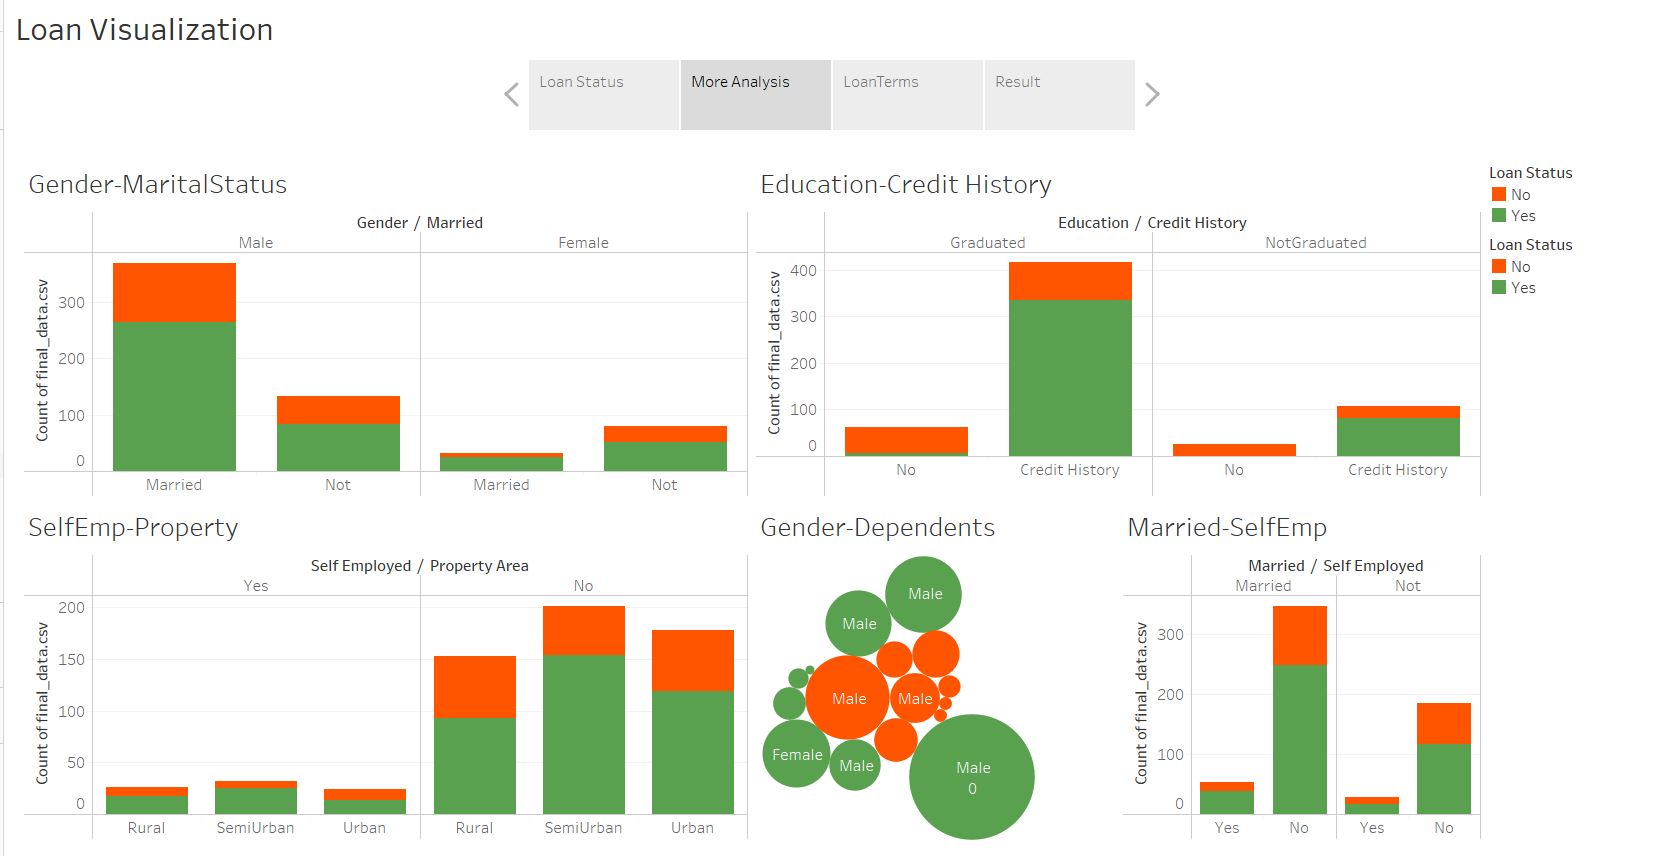 Loan Visualization
Loan Status
More Analysis
LoanTerms
Result
Gender-MaritalStatus
Gender / Married
Male
Female
Count of final_data.csv
300
200
100
0
Married
Not
Married
Not
Education-Credit History
Education / Credit History
Graduated
NotGraduated
Count of final_data.csv
400
300
200
100
0
No
Credit History
No
Credit History
Loan Status
No
Yes
Loan Status
No
Yes
SelfEmp-Property
Self Employed / Property Area
Yes
No
Count of final_data.csv
200
150
100
50
0
Rural
SemiUrban
Urban
Rural
SemiUrban
Urban
Gender-Dependents
Male
Male
Male
Male
Female
Male
Male
0
Married-SelfEmp
Married / Self Employed
Married
Not
Count of final_data.csv
300
200
100
0
Yes
No
Yes
No